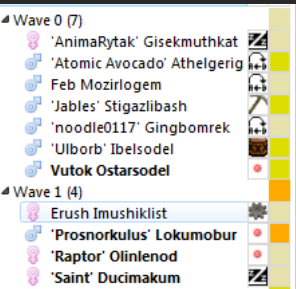 Wave 0 (7)
'AnimaRytak' Gisekmuthkat
'Atomic Avocado' Athelgerig
Feb Mozirlogem
'Jables' Stigazlibash
'noodle0117' Gingbomrek
'Ulborb' Ibelsodel
Vutok Ostarsodel
Wave 1 (4)
Erush Imushiklist
'Prosnorkulus' Lokumobur
'Raptor' Olinlenod
'Saint' Ducimakum